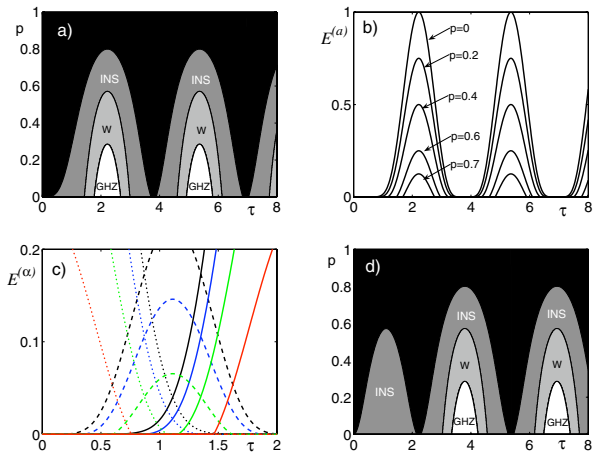 1
0.8
0.6
0.4
0.2
0
p
a)
INS
INS
W
W
GHZ
GHZ
0
2
4
6
τ
8
1
0.5
0
E^(a)
b)
p=0
p=0.2
p=0.4
p=0.6
p=0.7
0
2
4
6
τ
8
0.2
0.1
0
E^(α)
c)
0
0.5
1
1.5
τ
2
1
0.8
0.6
0.4
0.2
0
p
d)
INS
INS
INS
W
W
GHZ
GHZ
0
2
4
6
τ
8